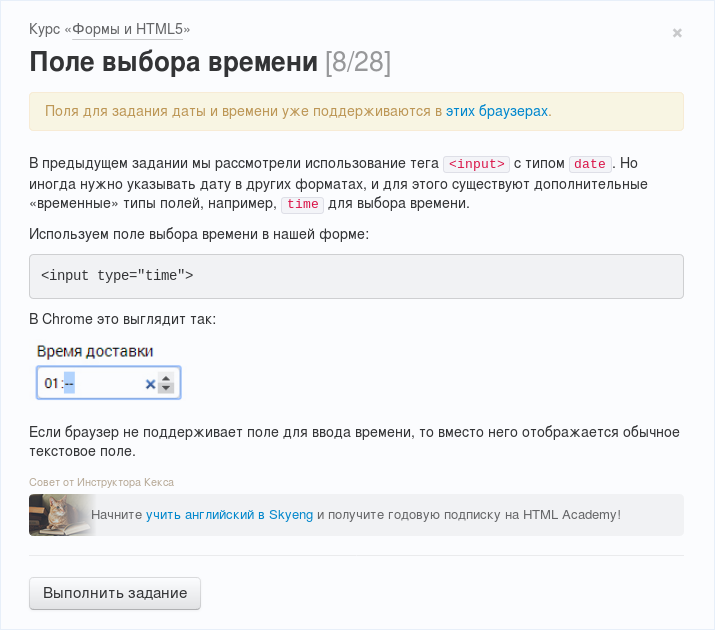 Курс «Формы и HTML5»
×
Поле выбора времени [8/28]
Поля для задания даты и времени уже поддерживаются в этих браузерах.
В предыдущем задании мы рассмотрели использование тега <input> с типом date. Но
иногда нужно указывать дату в других форматах, и для этого существуют дополнительные
«временные» типы полей, например, time для выбора времени.
Используем поле выбора времени в нашей форме:
<input type="time">
В Chrome это выглядит так:
Время доставки
01:--
Если браузер не поддерживает поле для ввода времени, то вместо него отображается обычное
текстовое поле.
Совет от Инструктора Кекса
Начните учить английский в Skyeng и получите годовую подписку на HTML Academy!
Выполнить задание